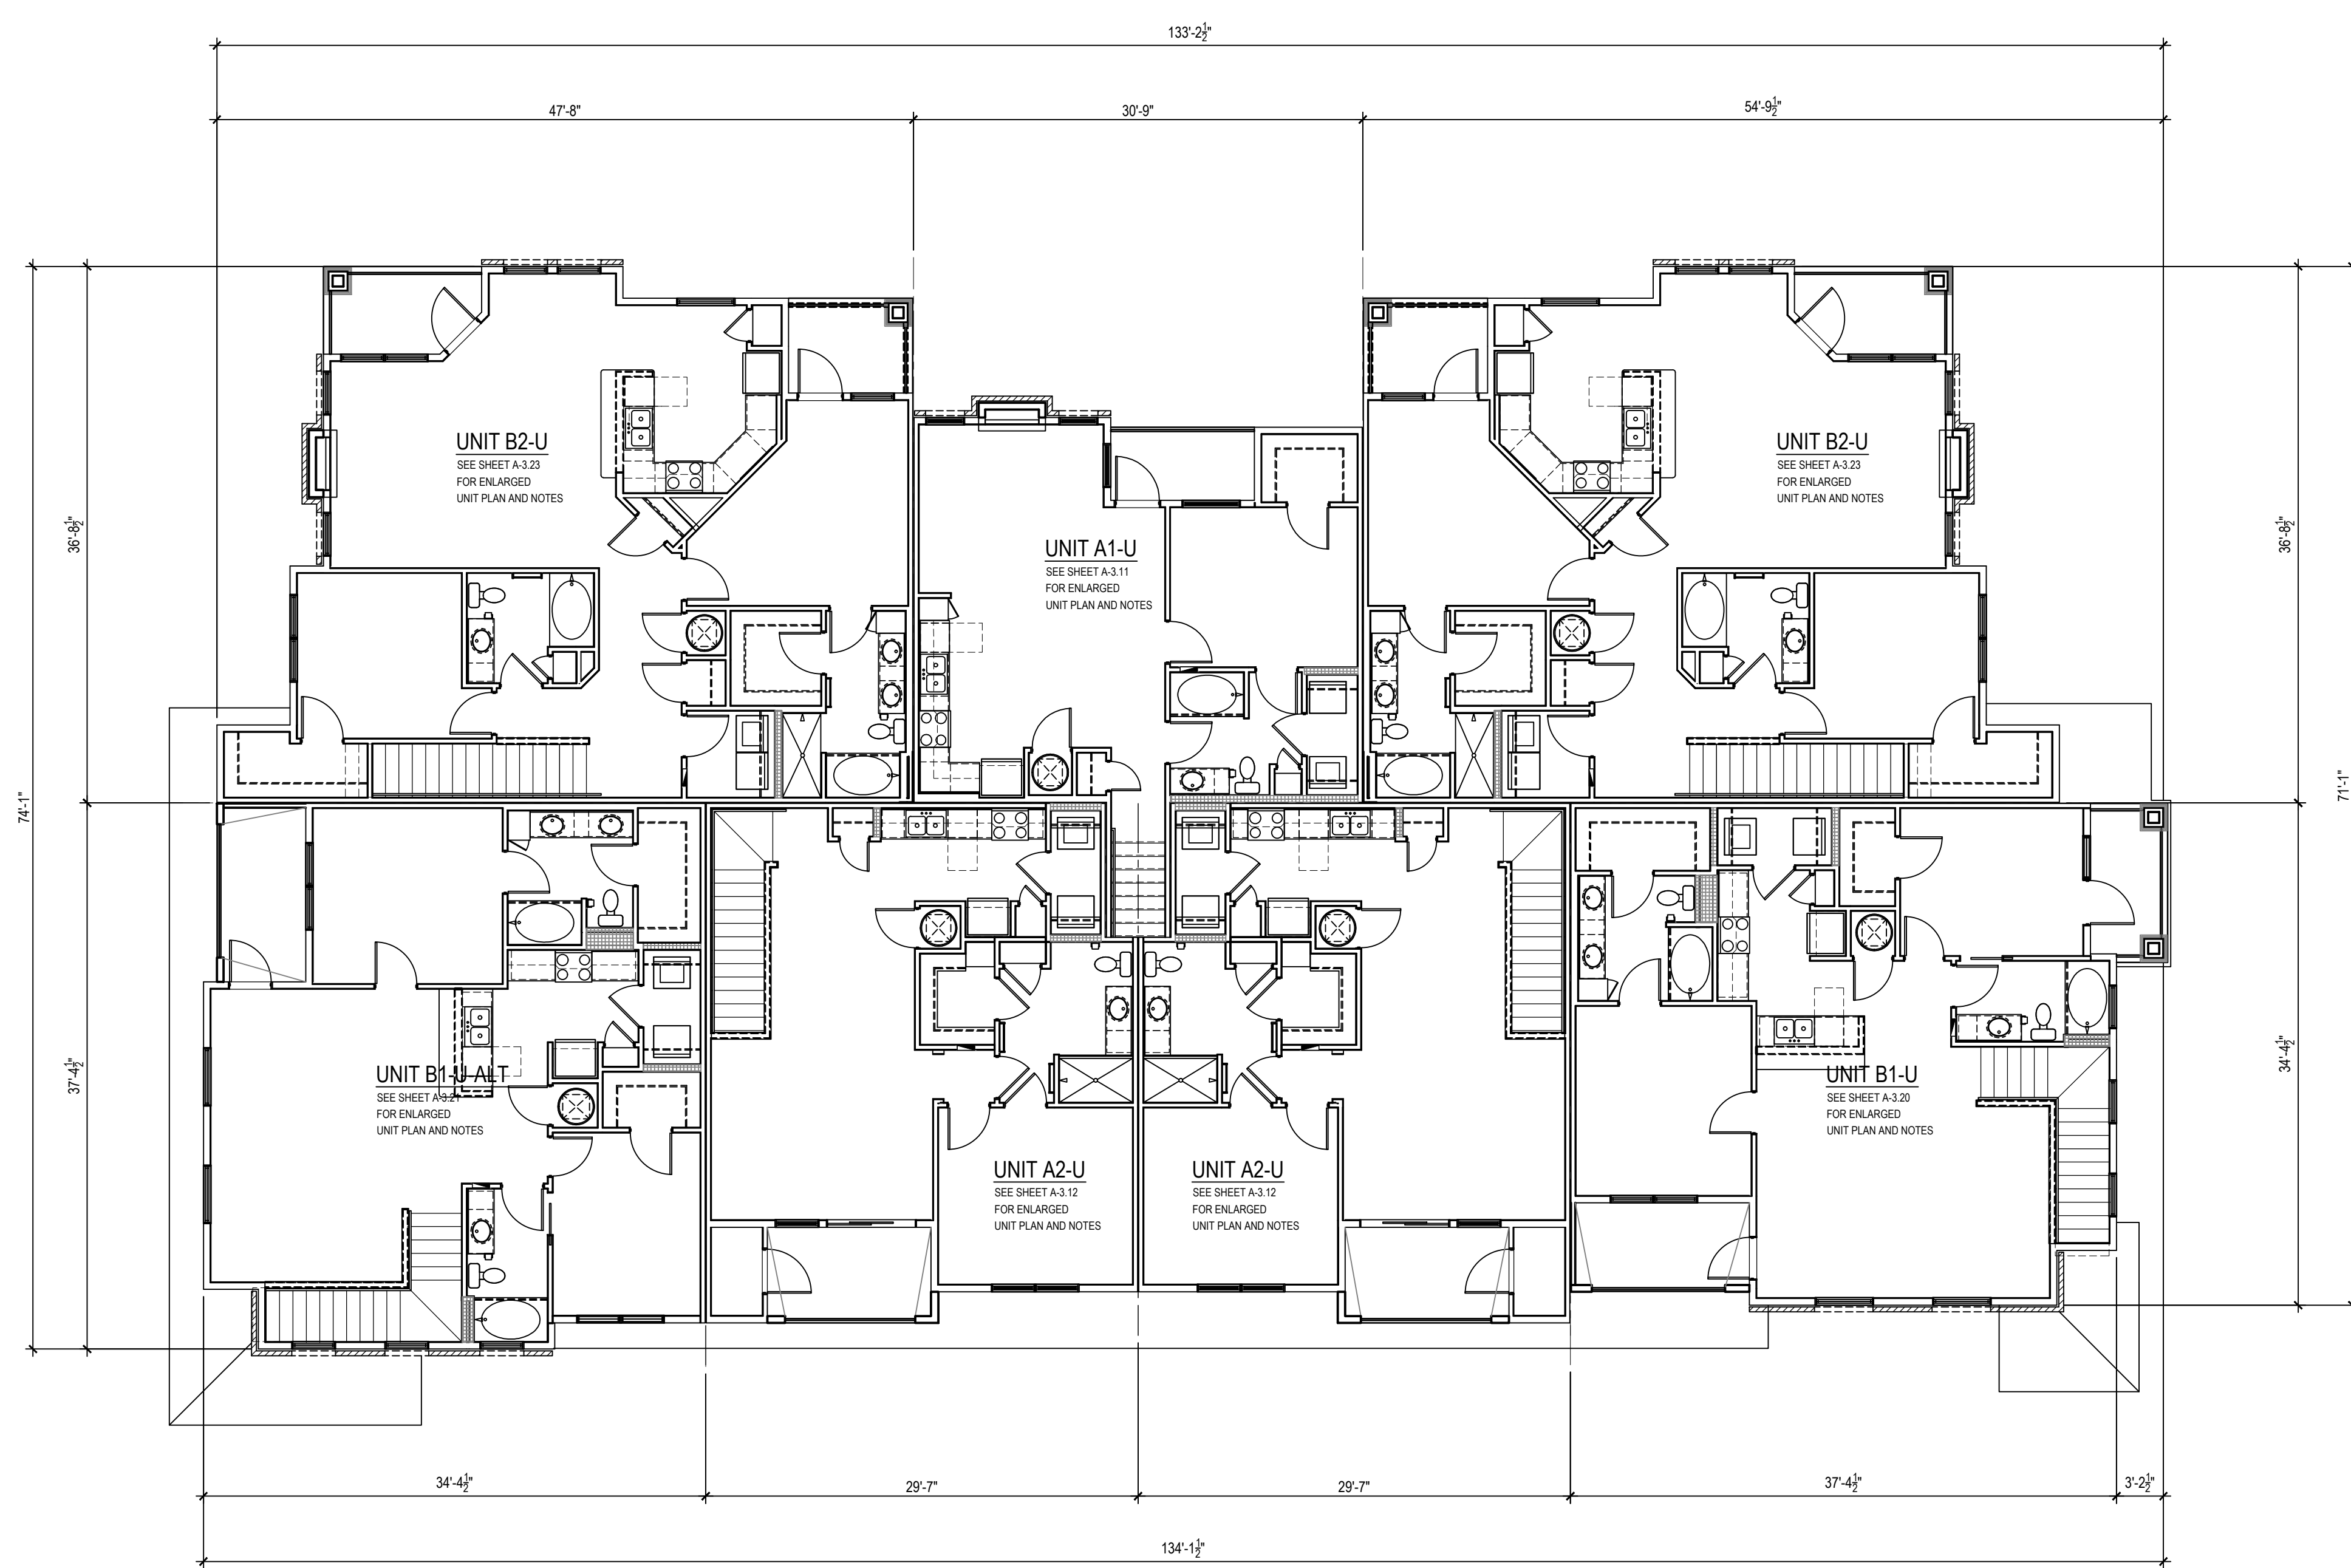 133'-2½"
47'-8"
30'-9"
54'-9½"
UNIT B2-U
SEE SHEET A-3.23
FOR ENLARGED
UNIT PLAN AND NOTES
UNIT B2-U
SEE SHEET A-3.23
FOR ENLARGED
UNIT PLAN AND NOTES
36'-8½"
36'-8½"
UNIT A1-U
SEE SHEET A-3.11
FOR ENLARGED
UNIT PLAN AND NOTES
74'-1"
71'-1"
37'-4½"
34'-4½"
UNIT B1-U-ALT
SEE SHEET A-3.21
FOR ENLARGED
UNIT PLAN AND NOTES
UNIT B1-U
SEE SHEET A-3.20
FOR ENLARGED
UNIT PLAN AND NOTES
UNIT A2-U
SEE SHEET A-3.12
FOR ENLARGED
UNIT PLAN AND NOTES
UNIT A2-U
SEE SHEET A-3.12
FOR ENLARGED
UNIT PLAN AND NOTES
34'-4½"
29'-7"
29'-7"
37'-4½"
3'-2½"
134'-1½"